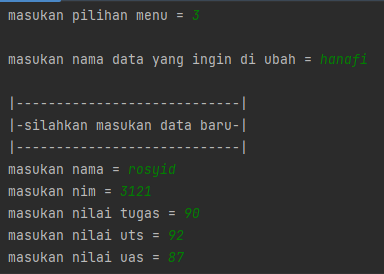 masukan pilihan menu = 3
masukan nama data yang ingin di ubah = hanafi
|----------------------------|
|-silahkan masukan data baru-|
|----------------------------|
masukan nama = rosyid
masukan nim = 3121
masukan nilai tugas = 90
masukan nilai uts = 92
masukan nilai uas = 87